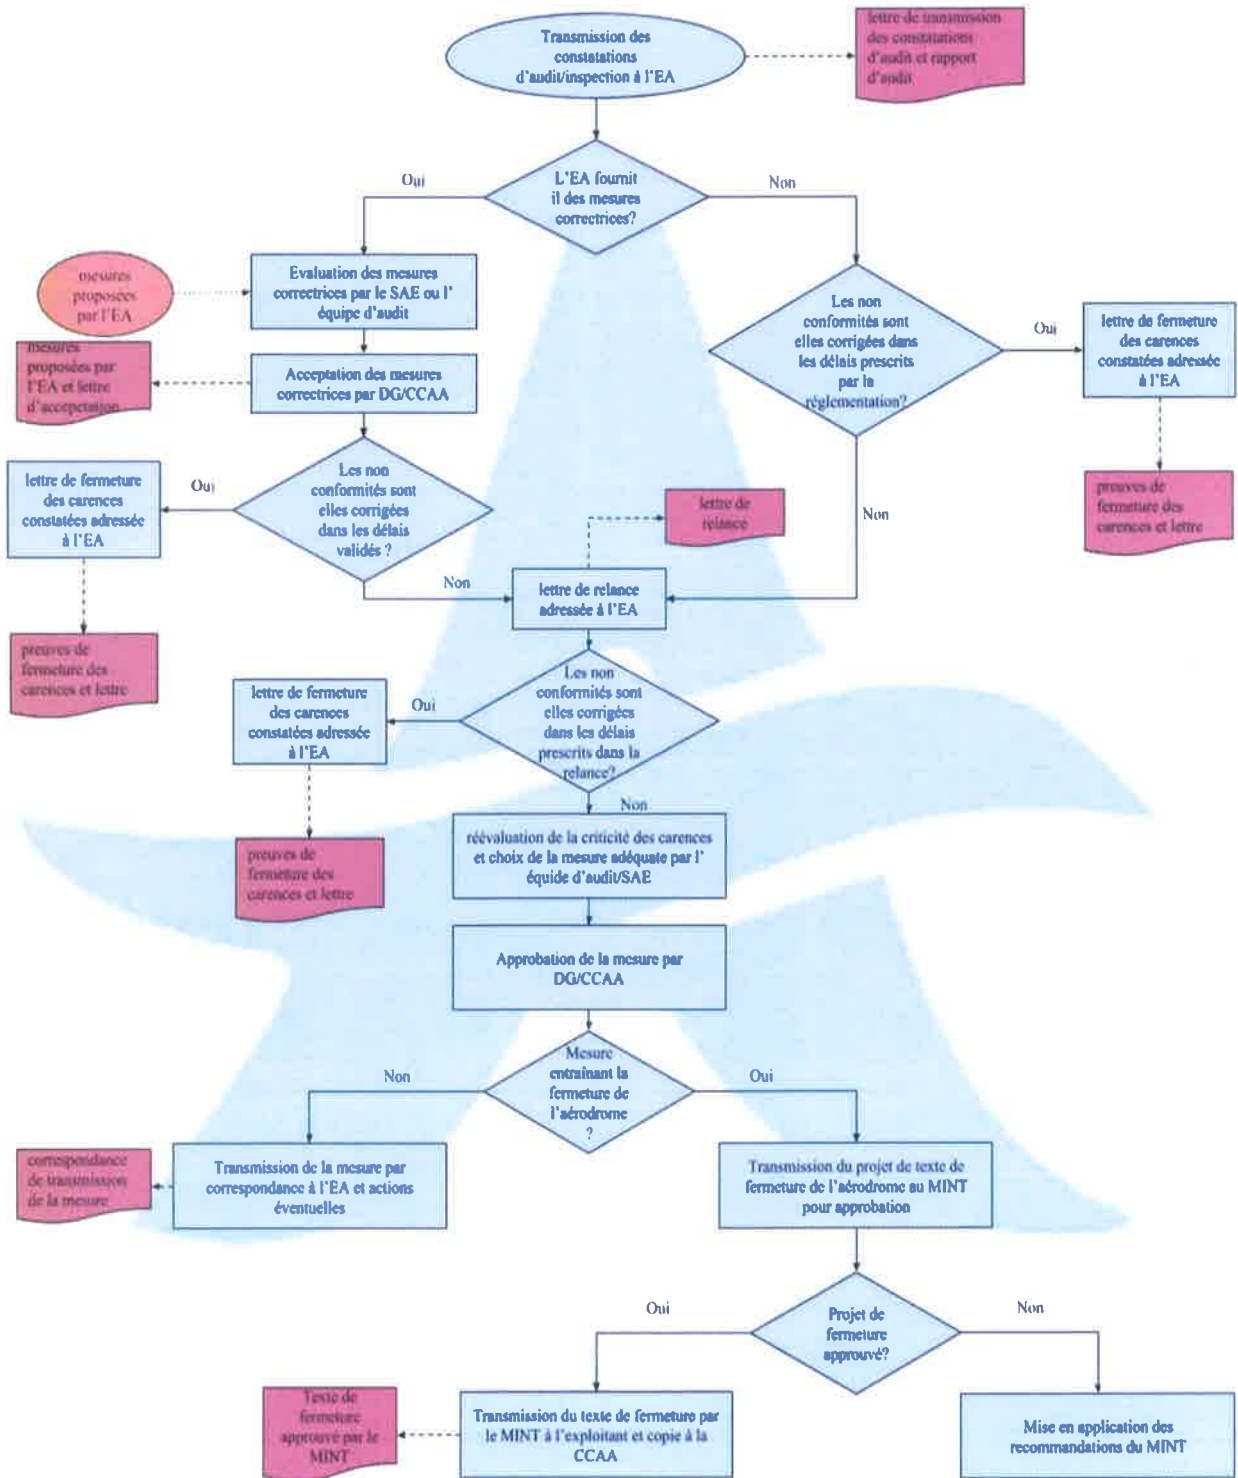 Transmission des
constatations
d'audit/inspection à l'EA
lettre de transmission
des constatations
d'audit et rapport
d'audit
L'EA fournit
il des mesures
correctrices?
Oui
Non
mesures
proposées
par l'EA
Evaluation des mesures
correctrices par le SAE ou l'
équipe d'audit
Les non
conformités sont
elles corrigées
dans les délais
prescrits
par la
réglementation?
Oui
lettre de fermeture
des carences
constatées adressée
à l'EA
mesures
proposées par
l'EA et lettre
d'accepetation
Acceptation des mesures
correctrices par DG/CCAA
Les non
conformités sont
elles corrigées
dans les délais
validés ?
Oui
lettre de fermeture
des carences
constatées adressée
à l'EA
preuves de
fermeture des
carences et lettre
lettre de
relance
Non
Non
lettre de relance
adressée à l'EA
preuves de
fermeture des
carences et lettre
Les non
conformités sont
elles corrigées
dans les délais
prescrits dans la
relance?
Oui
lettre de fermeture
des carences
constatées adressée
à l'EA
Non
preuves de
fermeture des
carences et lettre
réévaluation de la criticité des carences
et choix de la mesure adéquate par l'
équide d'audit/SAE
Approbation de la mesure par
DG/CCAA
Mesure
entraînant la
fermeture de
l'aérodrome
?
Non
Oui
correspondance
de transmission
de la mesure
Transmission de la mesure par
correspondance à l'EA et actions
éventuelles
Transmission du projet de texte de
fermeture de l'aérodrome au MINT
pour approbation
Projet de
fermeture
approuvé?
Oui
Non
Texte de
fermeture
approuvé par le
MINT
Transmission du texte de fermeture par
le MINT à l'exploitant et copie à la
CCAA
Mise en application des
recommandations du MINT